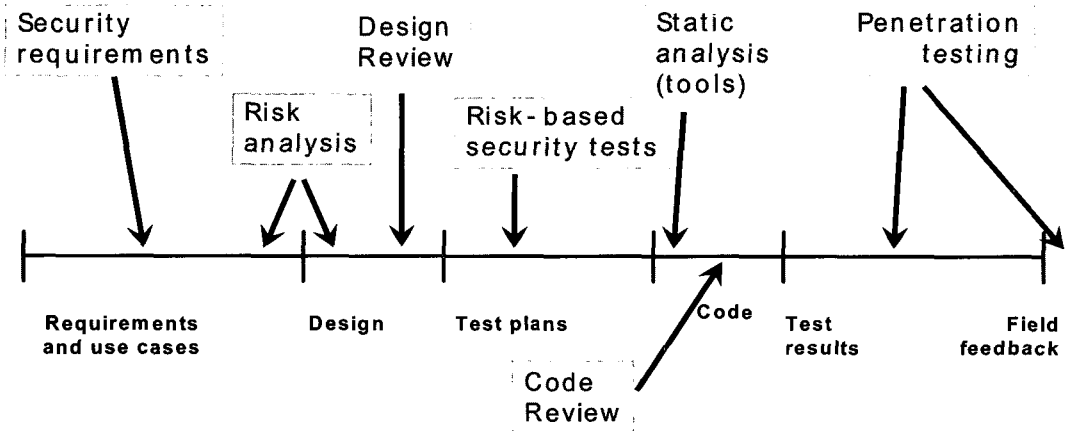 Security
requirements
Design
Review
Static
analysis
(tools)
Penetration
testing
Risk
analysis
Risk-based
security tests
Requirements
and use cases
Design
Test plans
Code
Test
results
Field
feedback
Code
Review